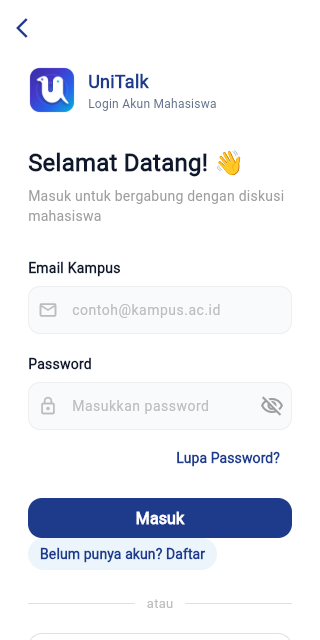 UniTalk
Login Akun Mahasiswa
Selamat Datang! 👋
Masuk untuk bergabung dengan diskusi
mahasiswa
Email Kampus
contoh@kampus.ac.id
Password
Masukkan password
Lupa Password?
Masuk
Belum punya akun? Daftar
atau